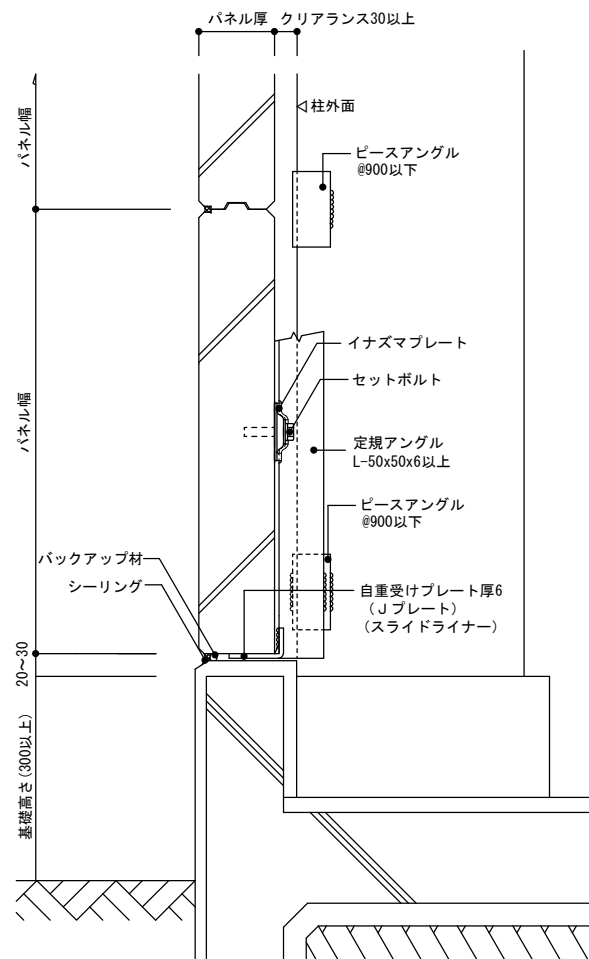 パネル厚
クリアランス30以上
柱外面
パネル幅
ピースアングル
@900以下
イナズマプレート
セットボルト
パネル幅
定規アングル
L-50x50x6以上
ピースアングル
@900以下
バックアップ材
シーリング
自重受けプレート厚6
(Jプレート)
(スライドライナー)
20~30
基礎高さ(300以上)